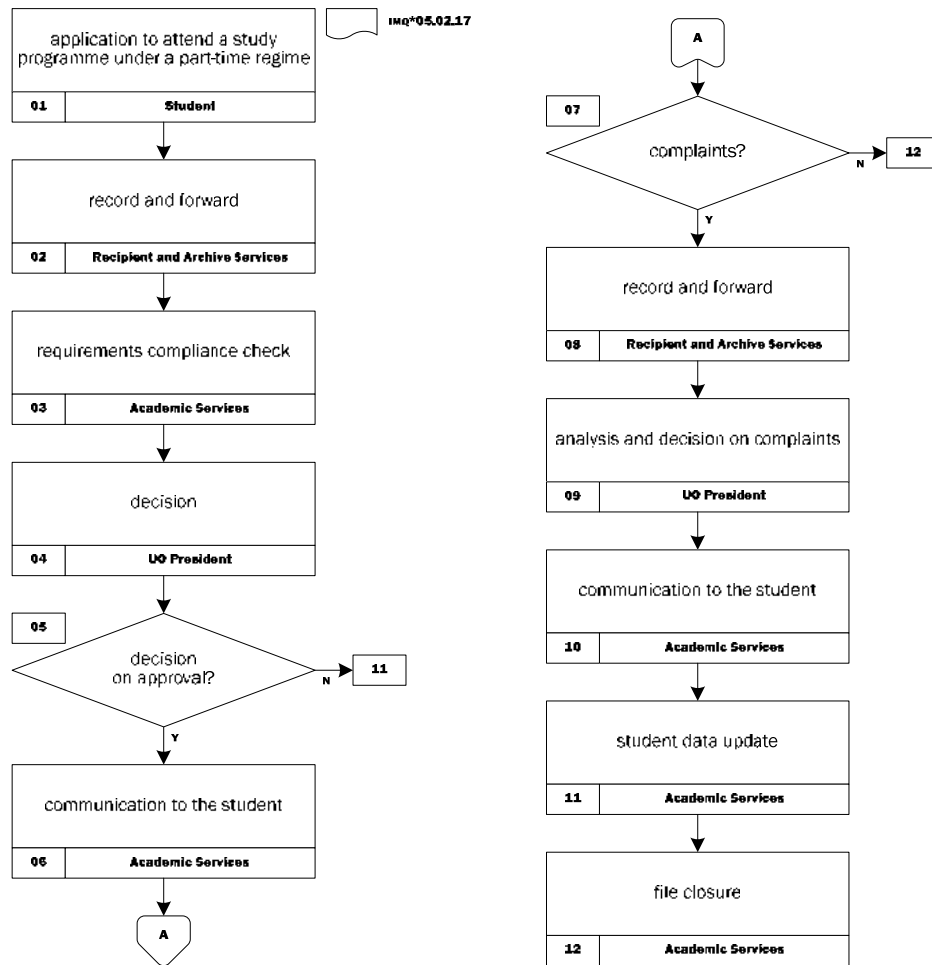 application to attend a study
programme under a part-time regime
01 Student
IMQ*05.02.17
record and forward
02 Recipient and Archive Services
requirements compliance check
03 Academic Services
decision
04 UO President
05
decision
on approval?
N
11
Y
communication to the student
06 Academic Services
A
A
07
complaints?
N
12
Y
record and forward
08 Recipient and Archive Services
analysis and decision on complaints
09 UO President
communication to the student
10 Academic Services
student data update
11 Academic Services
file closure
12 Academic Services